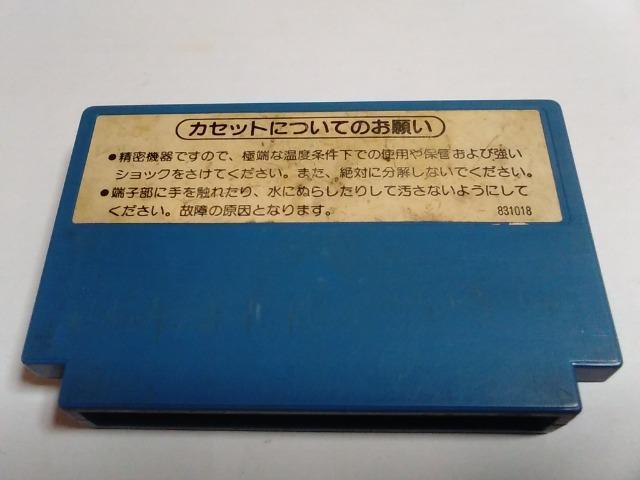 カセットについてのお願い
●精密機器ですので、極端な温度条件下での使用や保管および強い
ショックをさけてください。また、絶対に分解しないでください。
●端子部に手を触れたり、水にぬらしたりして汚さないようにして
ください。故障の原因となります。
831018